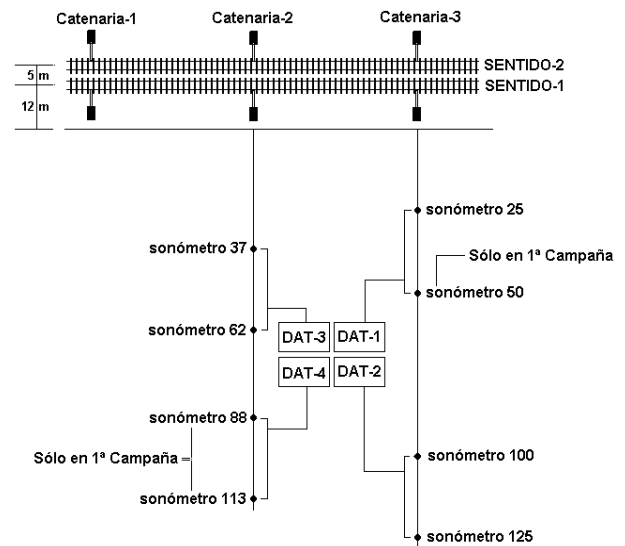 Catenaria-1 Catenaria-2 Catenaria-3
SENTIDO-2
5 m
SENTIDO-1
12 m
sonómetro 25
sonómetro 37
Sólo en 1ª Campaña
sonómetro 50
sonómetro 62
DAT-3 DAT-1
DAT-4 DAT-2
sonómetro 88
Sólo en 1ª Campaña
sonómetro 100
sonómetro 113
sonómetro 125